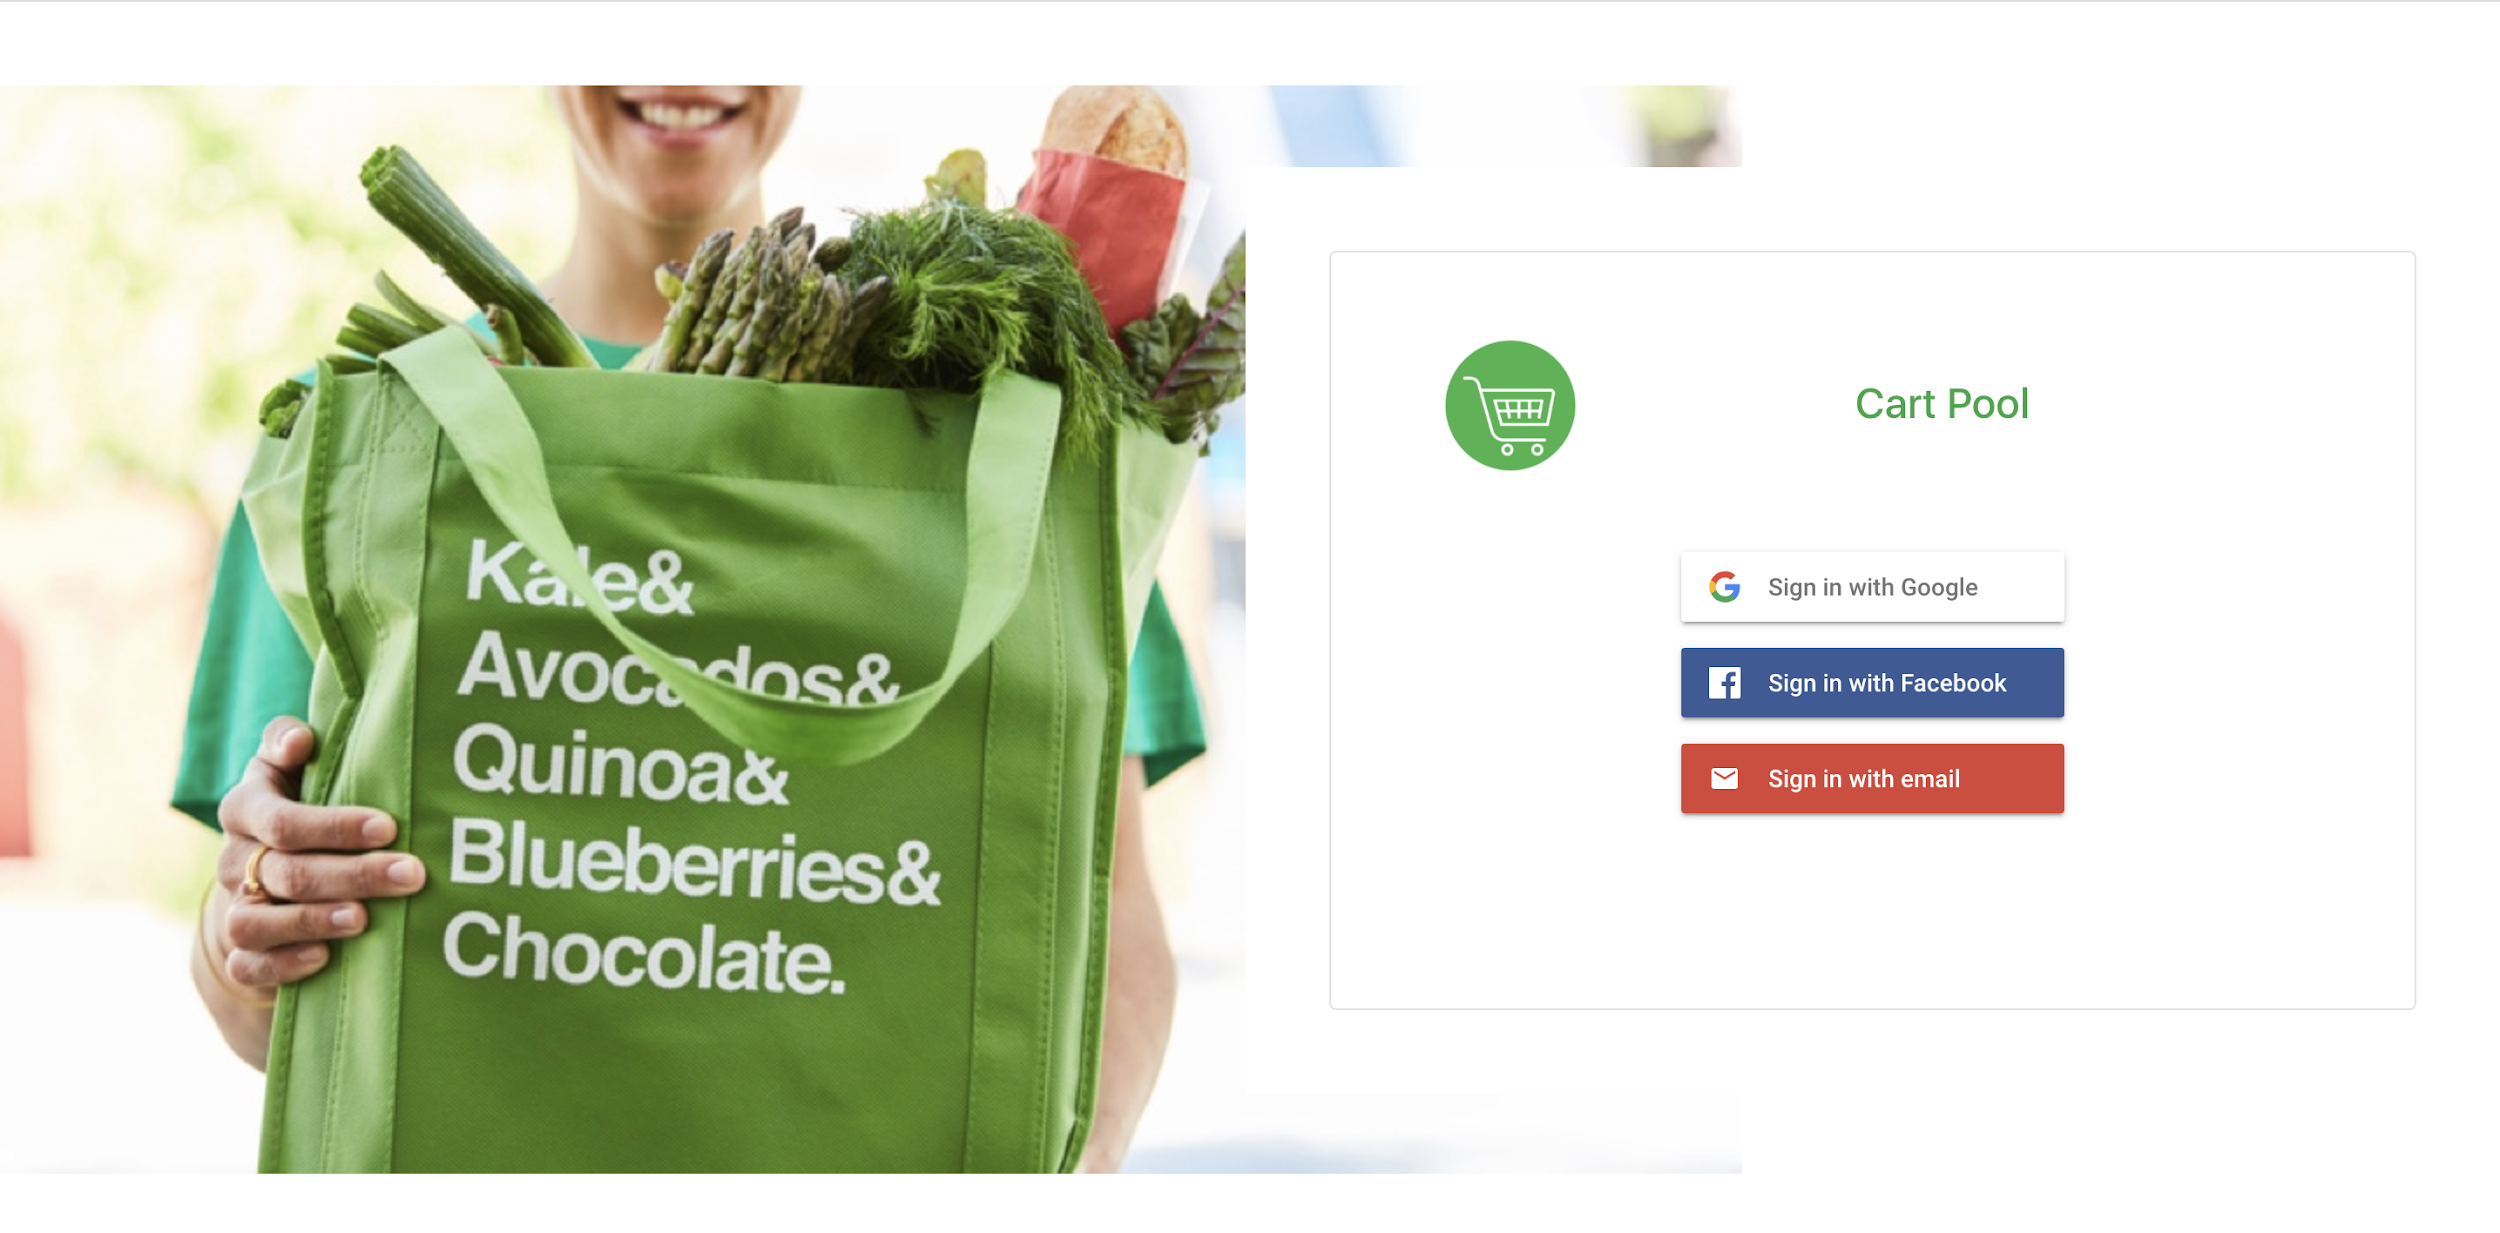 Kale&
Avocados&
Quinoa&
Blueberries&
Chocolate.
Cart Pool
Sign in with Google
Sign in with Facebook
Sign in with email